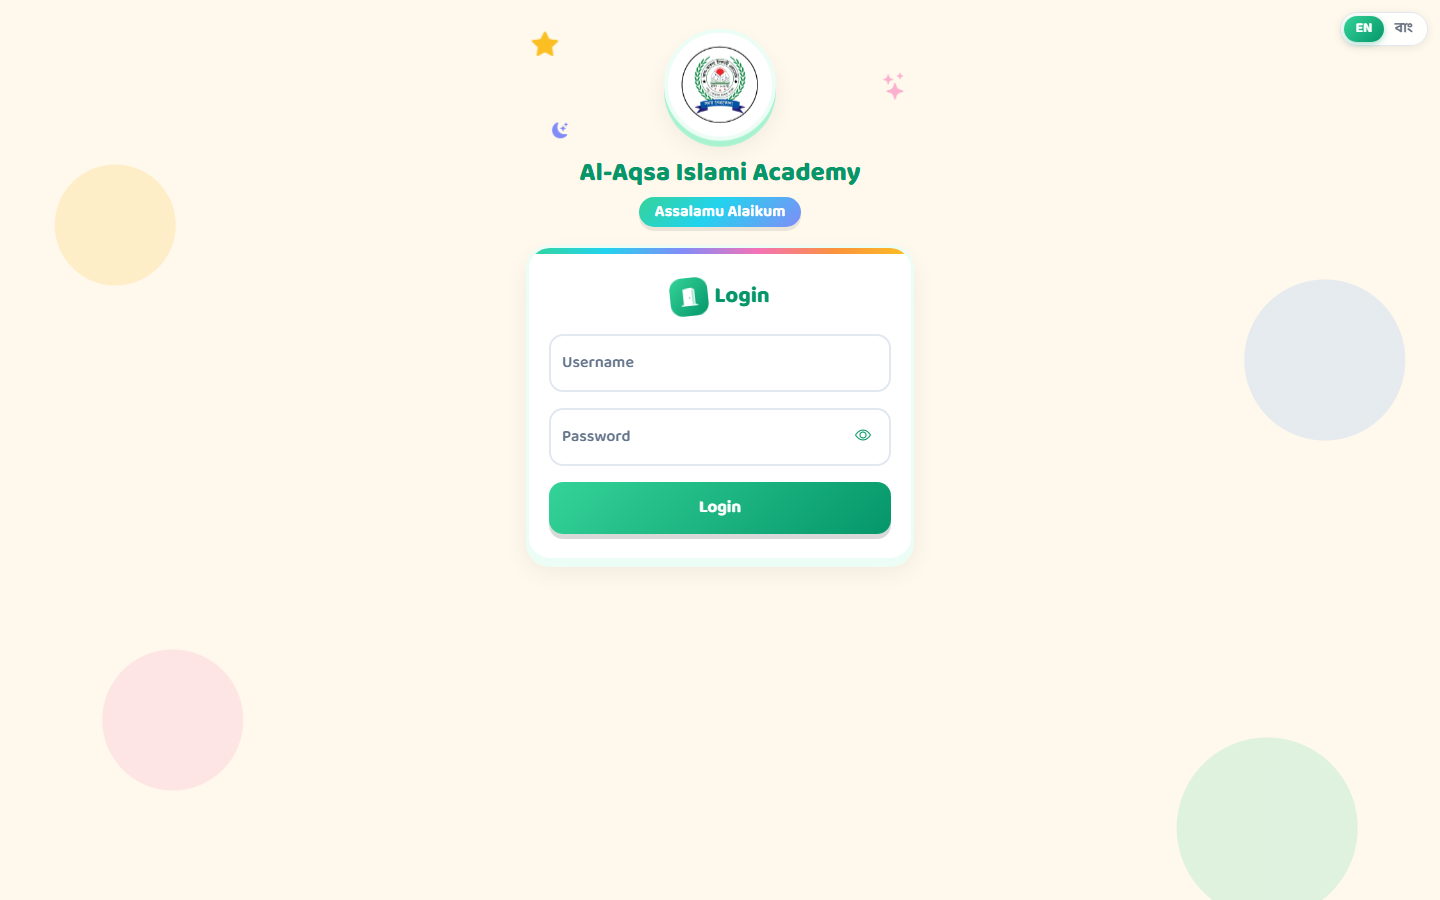 EN বাং
Al-Aqsa Islami Academy
Assalamu Alaikum
Login
Username
Password
Login